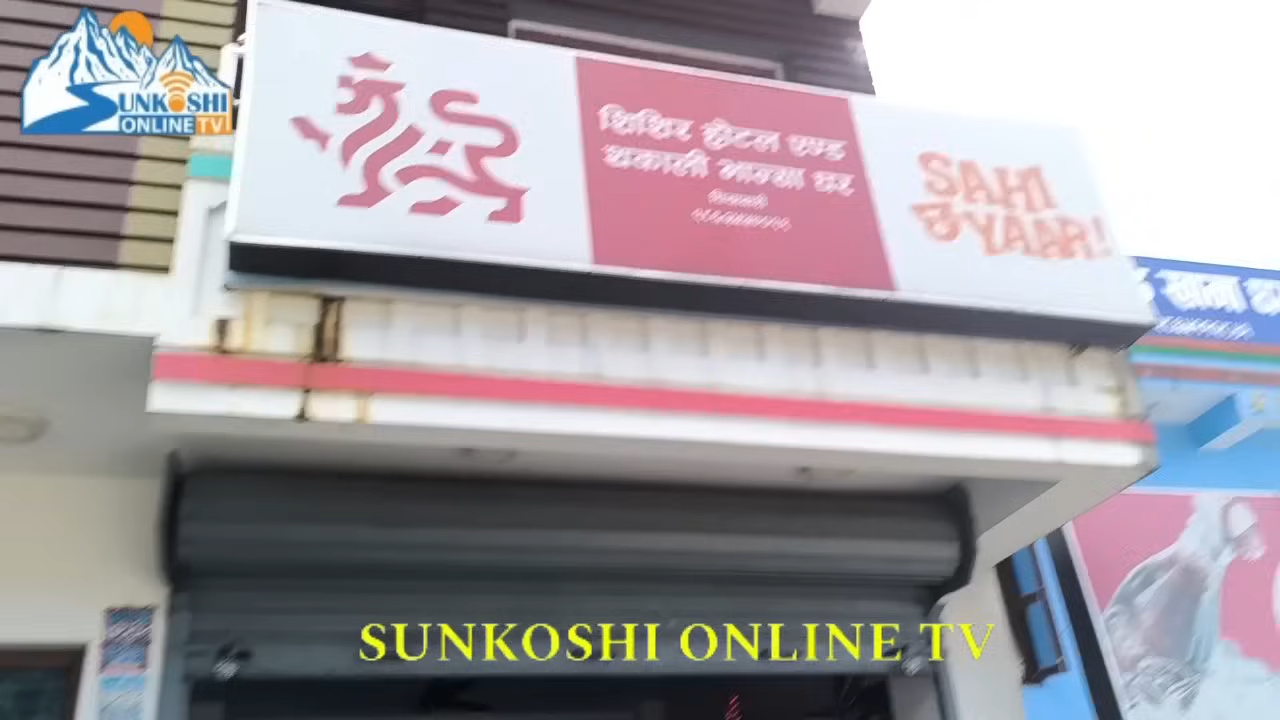 SUNKOSHI
ONLINE TV
शिशिर होटल एण्ड
थकाली भान्सा घर
SAHI
छ YAAR!
खाजा
SUNKOSHI ONLINE TV